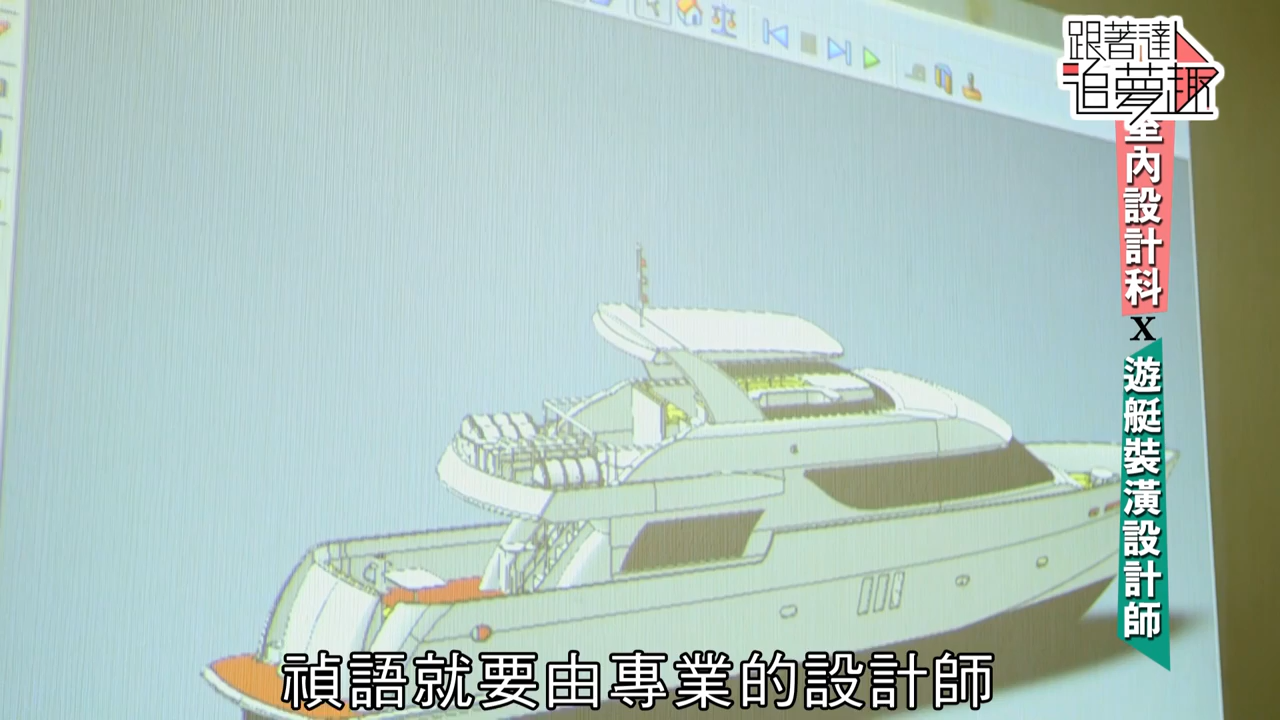 跟著達人
追夢趣
室內設計科
X
遊艇裝潢設計師
禎語就要由專業的設計師